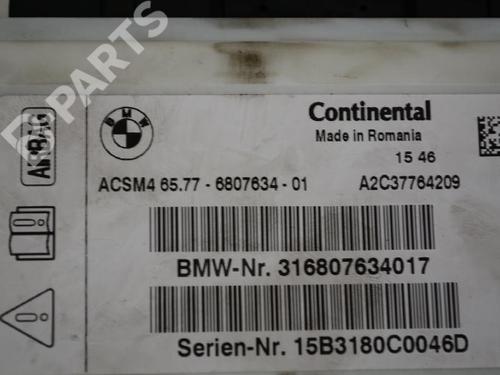 B-PARTS
AIRBAG
BMW
Continental
Made in Romania
15 46
ACSM4 65.77 - 6807634 - 01 A2C37764209
BMW-Nr. 316807634017
Serien-Nr. 15B3180C0046D